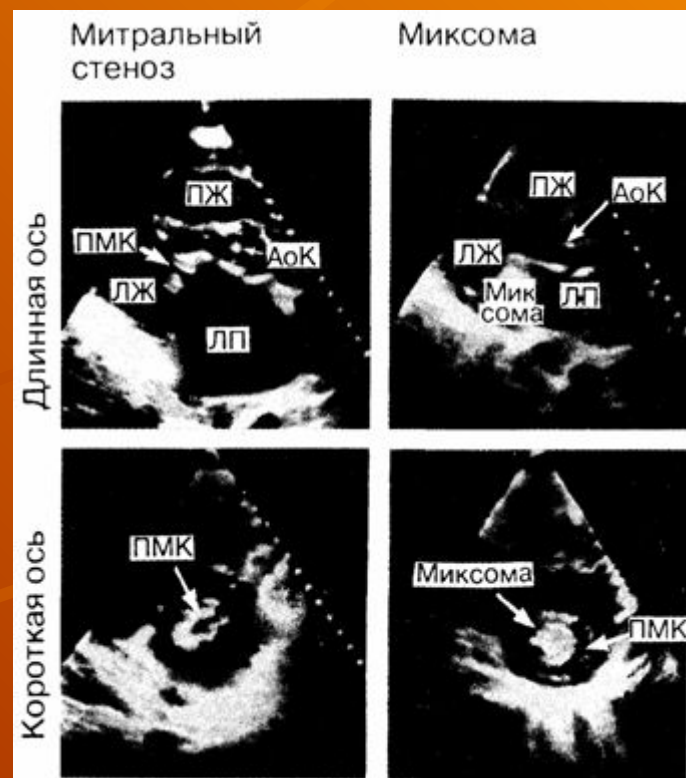 Митральный
стеноз
Миксома
Длинная ось
ПЖ
ПМК
АоК
ЛЖ
ЛП
ПЖ
АоК
ЛЖ
Мик
сома
ЛП
Короткая ось
ПМК
Миксома
ПМК